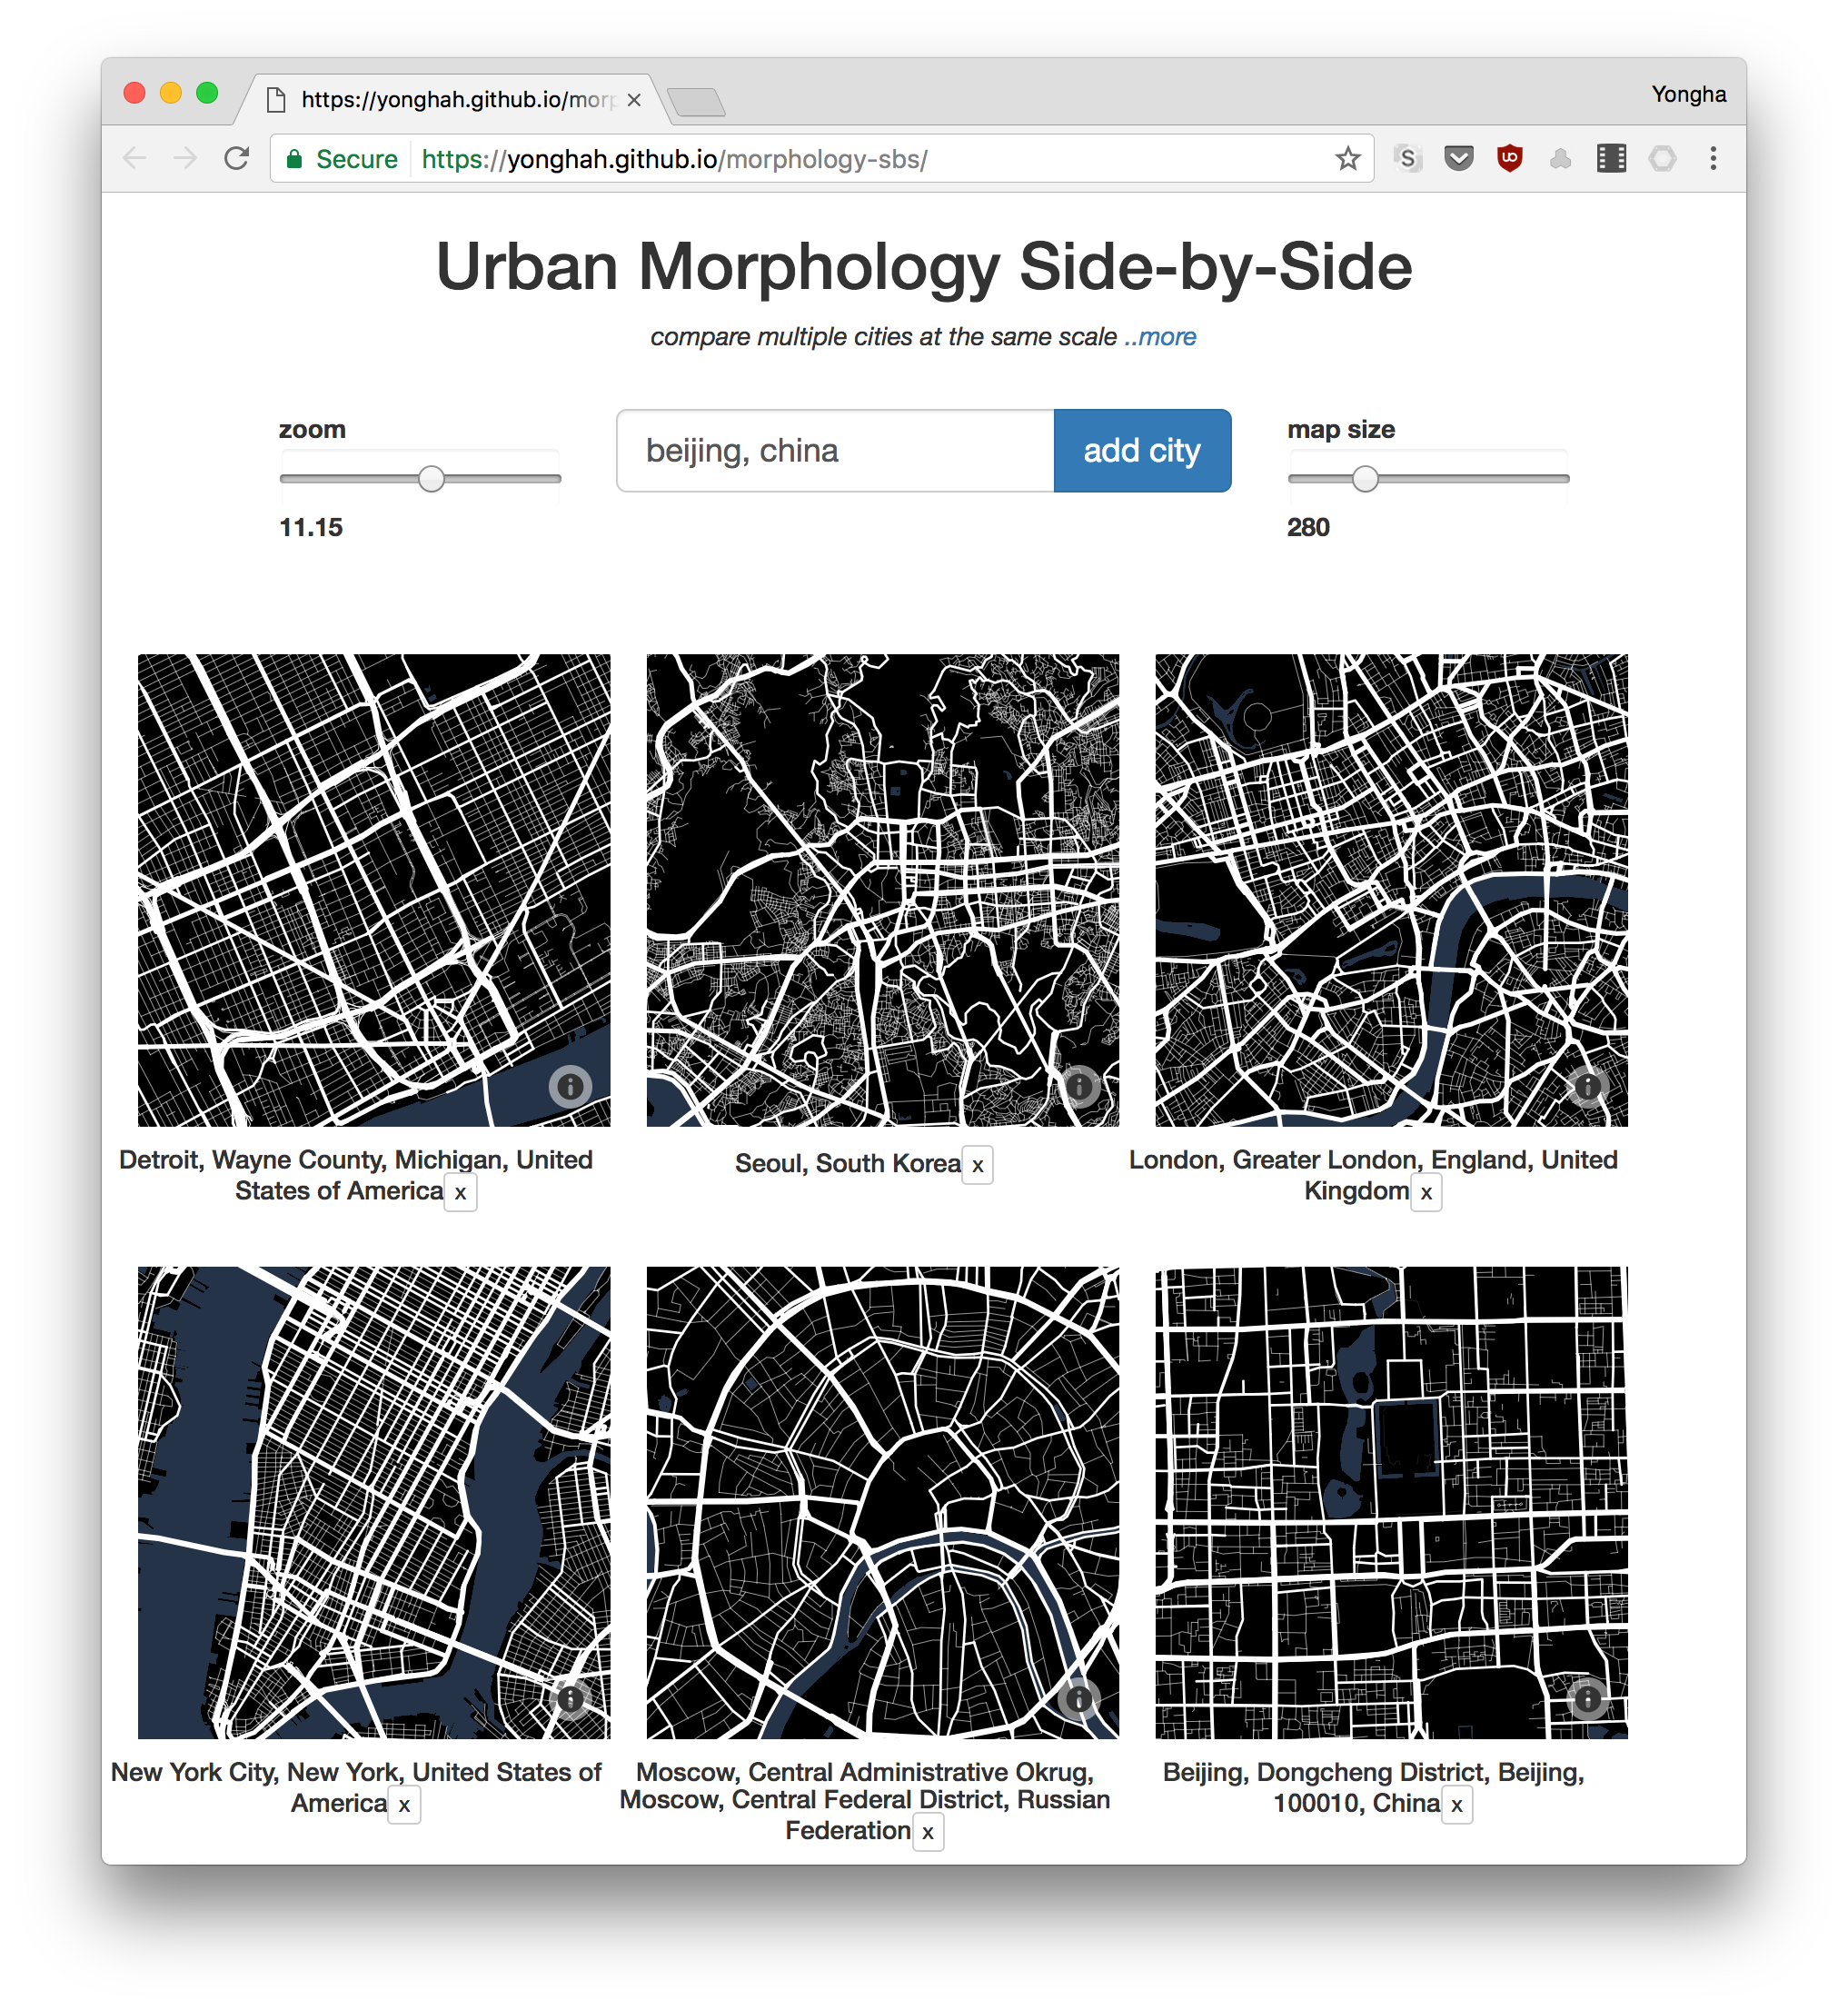 https://yonghah.github.io/morp
Yongha
Secure https://yonghah.github.io/morphology-sbs/
Urban Morphology Side-by-Side
compare multiple cities at the same scale ..more
zoom
11.15
beijing, china
add city
map size
280
Detroit, Wayne County, Michigan, United
States of America x
Seoul, South Korea x
London, Greater London, England, United
Kingdom x
New York City, New York, United States of
America x
Moscow, Central Administrative Okrug,
Moscow, Central Federal District, Russian
Federation x
Beijing, Dongcheng District, Beijing,
100010, China x